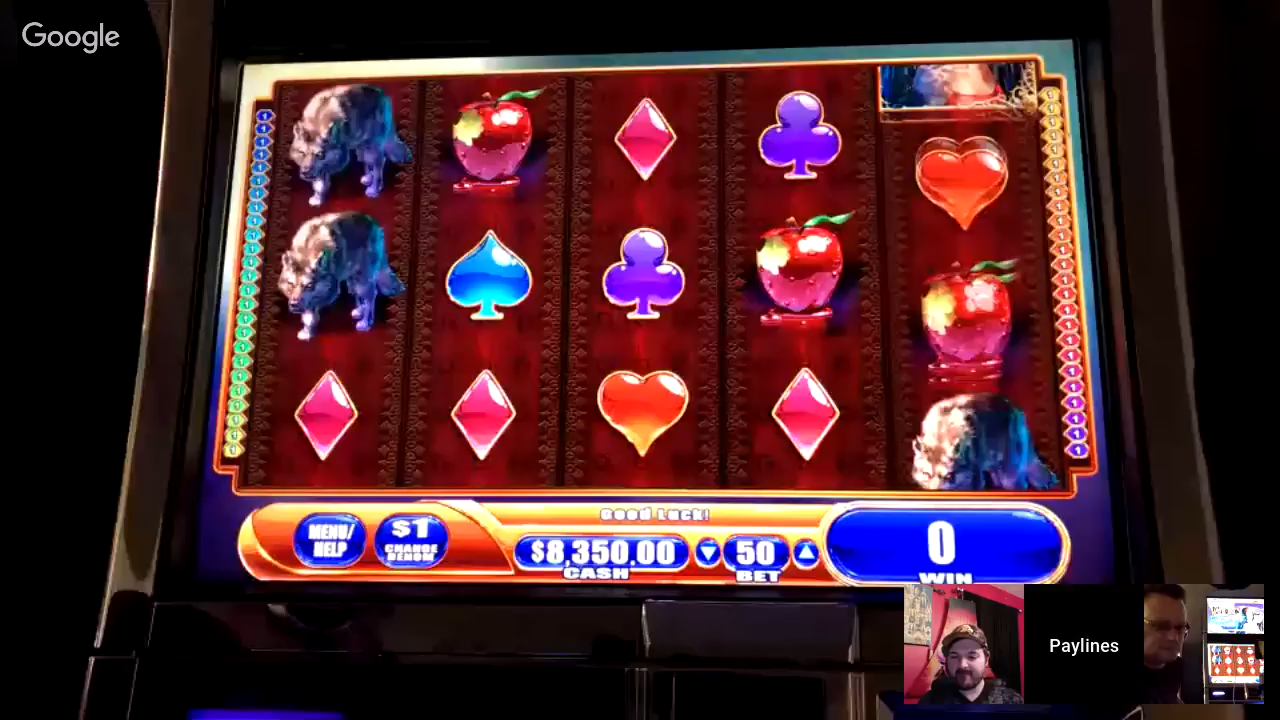 Google
MENU/
HELP
$1
CHANGE
DENOM
Good Luck!
$8,350.00
CASH
50
BET
0
WIN
Paylines